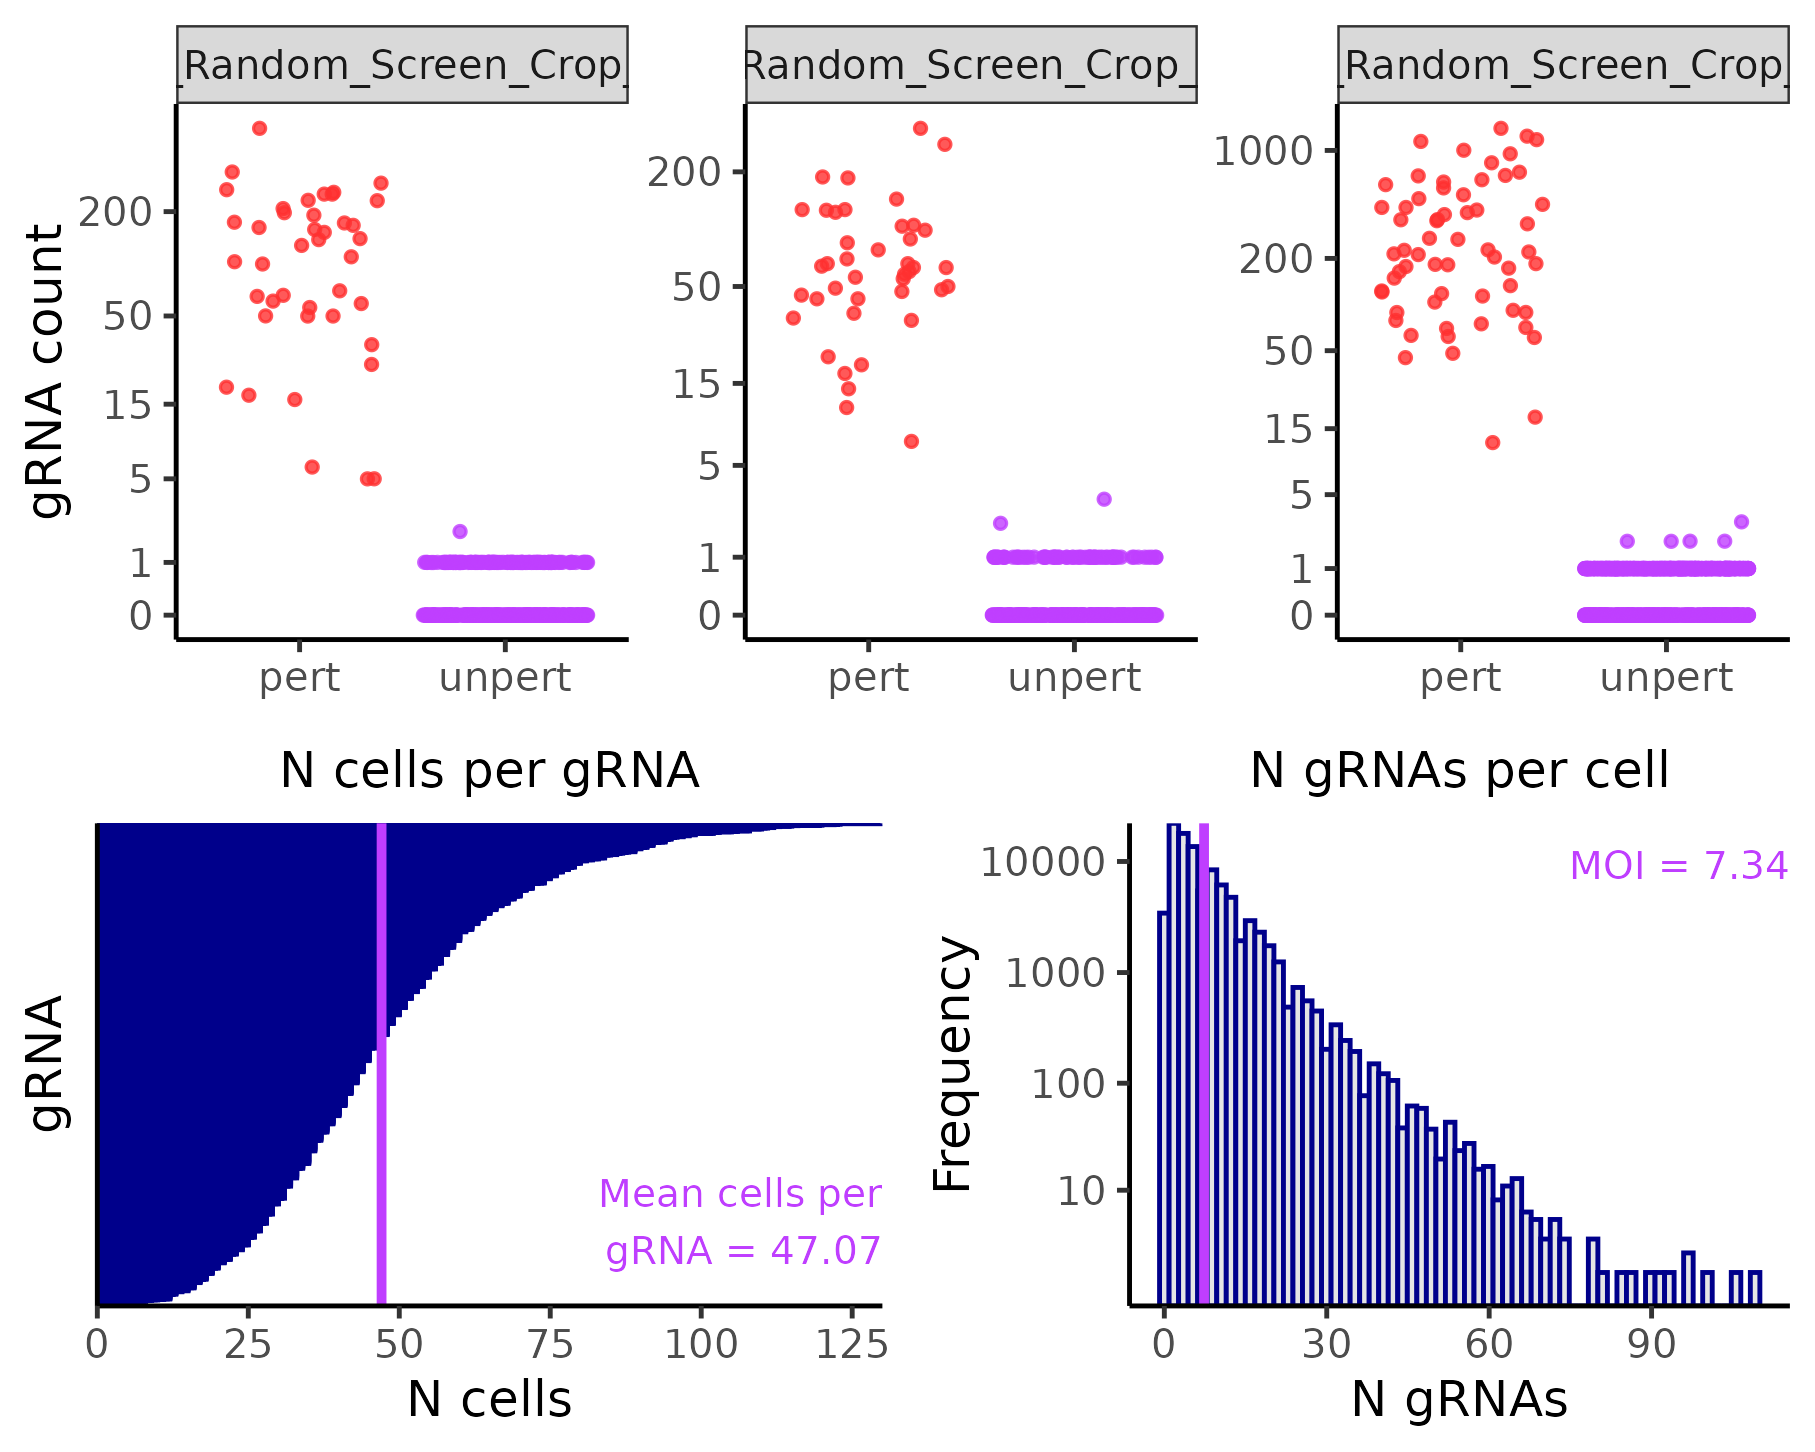 _Random_Screen_Crop_
Random_Screen_Crop_
_Random_Screen_Crop_
gRNA count
200
50
15
5
1
0
pert
unpert
200
50
15
5
1
0
pert
unpert
1000
200
50
15
5
1
0
pert
unpert
N cells per gRNA
gRNA
Mean cells per
gRNA = 47.07
0
25
50
75
100
125
N cells
N gRNAs per cell
Frequency
10000
1000
100
10
MOI = 7.34
0
30
60
90
N gRNAs